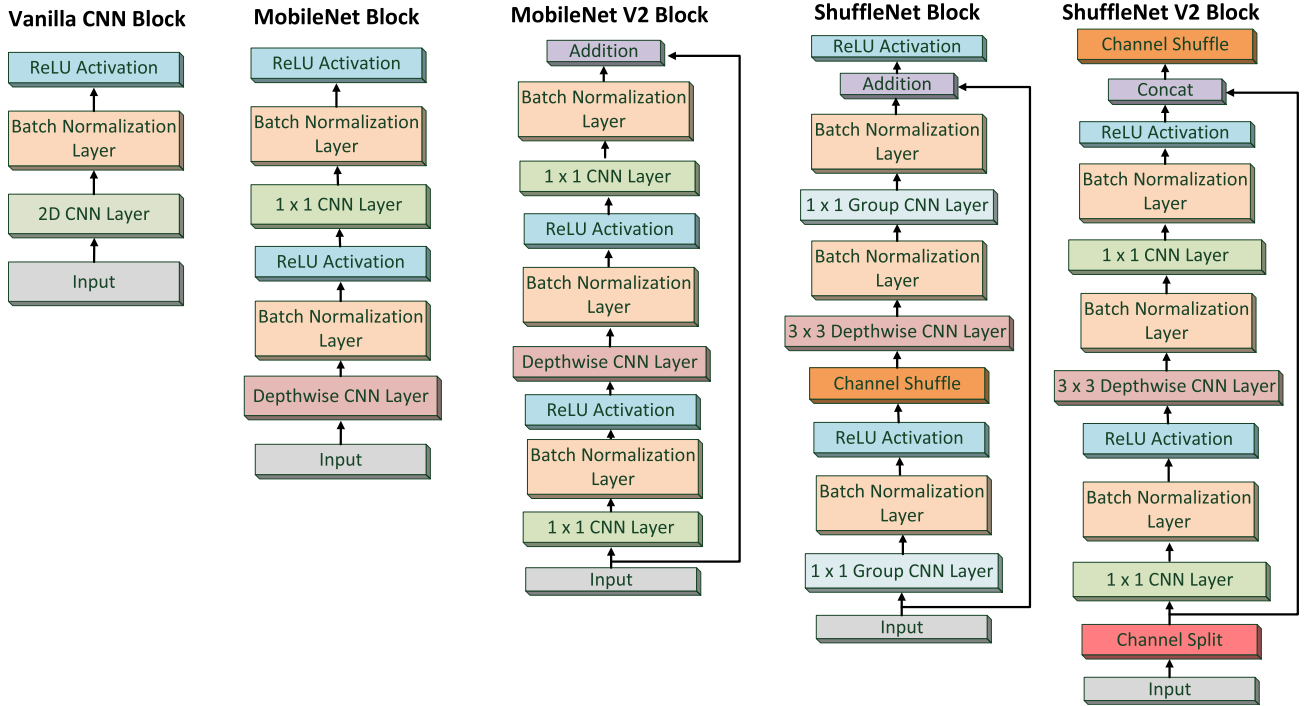 Vanilla CNN Block
ReLU Activation
Batch Normalization
Layer
2D CNN Layer
Input
MobileNet Block
ReLU Activation
Batch Normalization
Layer
1 x 1 CNN Layer
ReLU Activation
Batch Normalization
Layer
Depthwise CNN Layer
Input
MobileNet V2 Block
Addition
Batch Normalization
Layer
1 x 1 CNN Layer
ReLU Activation
Batch Normalization
Layer
Depthwise CNN Layer
ReLU Activation
Batch Normalization
Layer
1 x 1 CNN Layer
Input
ShuffleNet Block
ReLU Activation
Addition
Batch Normalization
Layer
1 x 1 Group CNN Layer
Batch Normalization
Layer
3 x 3 Depthwise CNN Layer
Channel Shuffle
ReLU Activation
Batch Normalization
Layer
1 x 1 Group CNN Layer
Input
ShuffleNet V2 Block
Channel Shuffle
Concat
ReLU Activation
Batch Normalization
Layer
1 x 1 CNN Layer
Batch Normalization
Layer
3 x 3 Depthwise CNN Layer
ReLU Activation
Batch Normalization
Layer
1 x 1 CNN Layer
Channel Split
Input